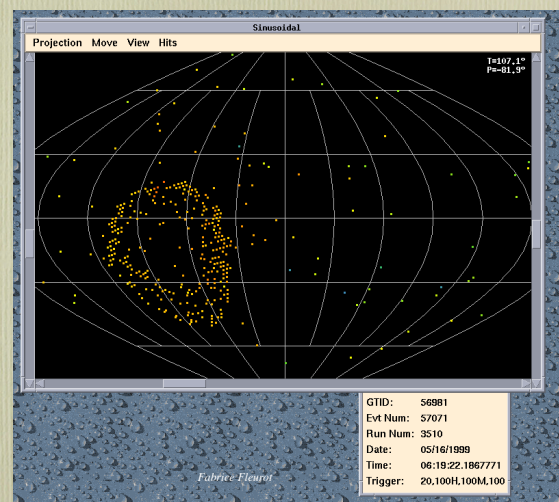 Sinusoidal
Projection Move View Hits
T=107,1°
P=-81,9°
GTID: 56981
Evt Num: 57071
Run Num: 3510
Date: 05/16/1999
Time: 06:19:22.1867771
Trigger: 20,100H,100M,100
Fabrice Fleurot